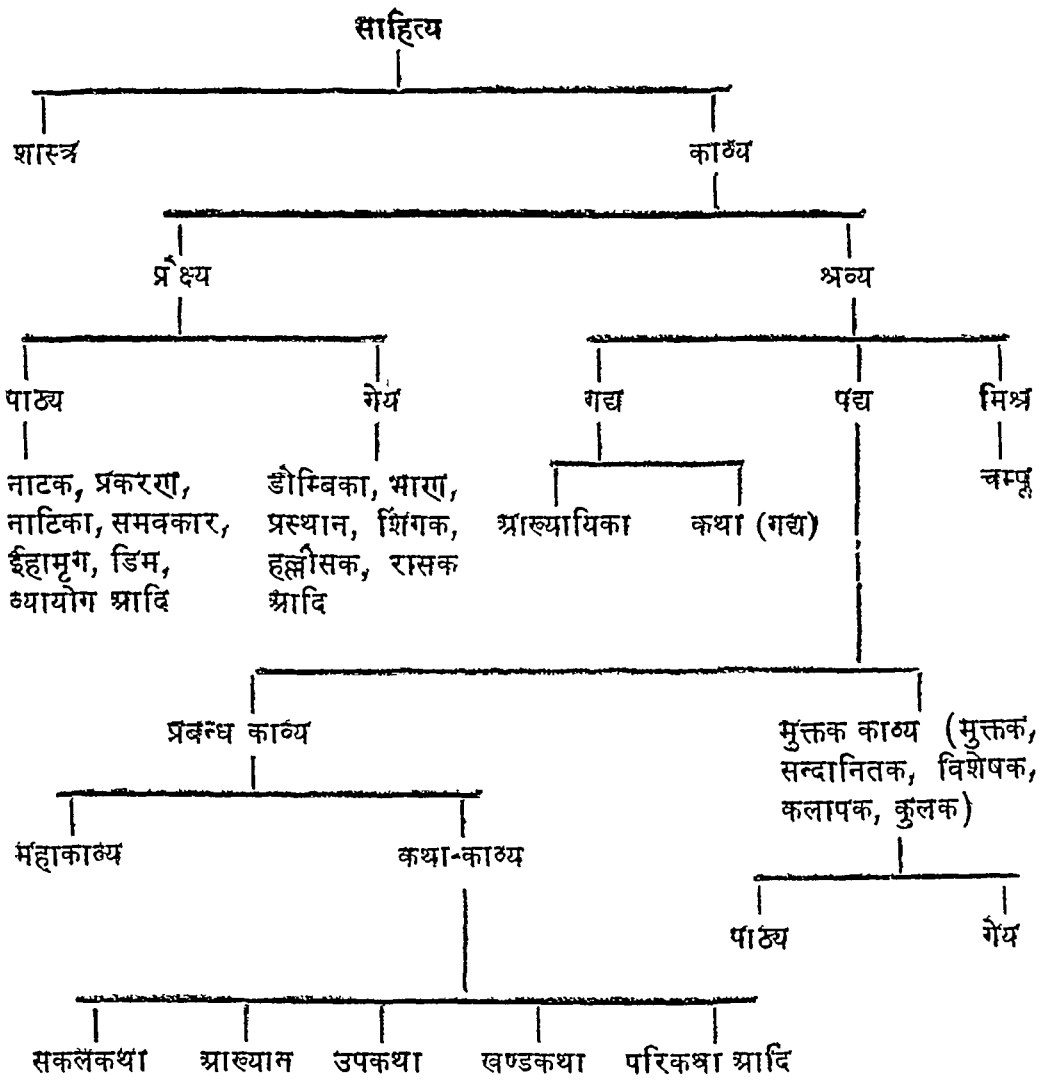 साहित्य
शास्त्र काव्य
प्रेक्ष्य श्रव्य
पाठ्य गेय गद्य पद्य मिश्र
नाटक, प्रकरण, डोम्बिका, भाण, चम्पू
नाटिका, समवकार, प्रस्थान, शिंगक, आख्यायिका कथा (गद्य)
ईहामृग, डिम, हल्लीसक, रासक
व्यायोग आदि आदि
प्रबन्ध काव्य मुक्तक काव्य (मुक्तक,
सन्दानितक, विशेषक,
कलापक, कुलक)
महाकाव्य कथा-काव्य
पाठ्य गेय
सकलकथा आख्यान उपकथा खण्डकथा परिकथा आदि